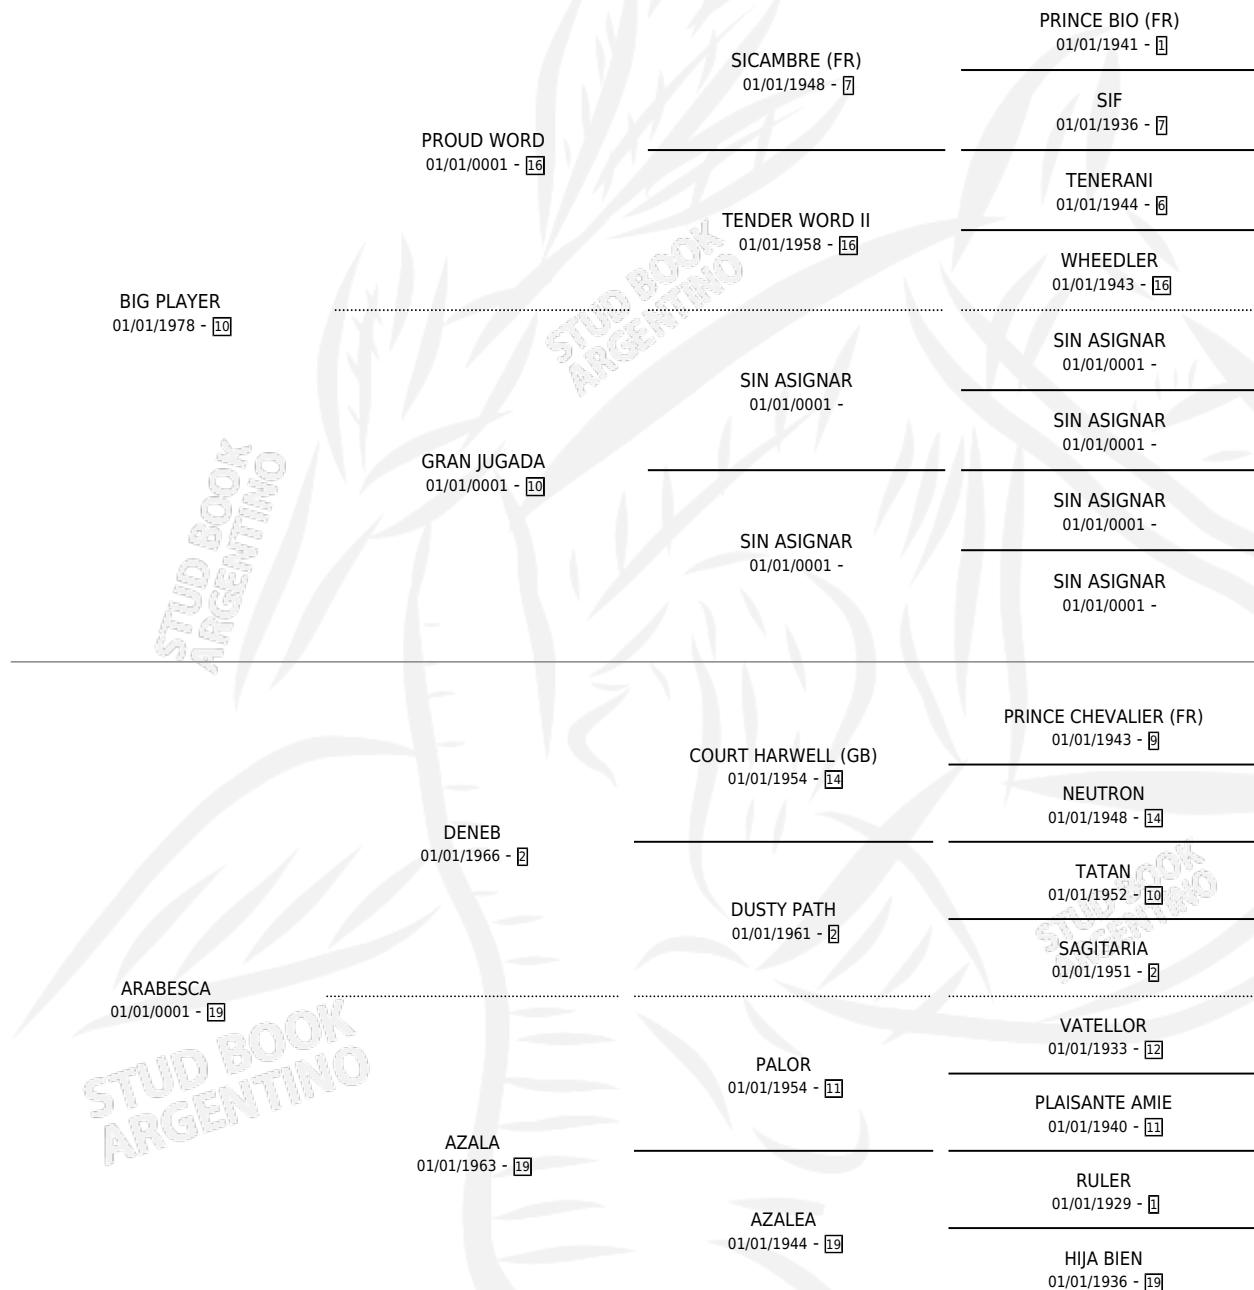 PRINCE BIO (FR)
01/01/1941 - 1
SICAMBRE (FR)
01/01/1948 - 7
SIF
01/01/1936 - 7
PROUD WORD
01/01/0001 - 16
TENERANI
01/01/1944 - 6
TENDER WORD II
01/01/1958 - 16
WHEEDLER
01/01/1943 - 16
BIG PLAYER
01/01/1978 - 10
SIN ASIGNAR
01/01/0001 -
SIN ASIGNAR
01/01/0001 -
SIN ASIGNAR
01/01/0001 -
GRAN JUGADA
01/01/0001 - 10
SIN ASIGNAR
01/01/0001 -
SIN ASIGNAR
01/01/0001 -
SIN ASIGNAR
01/01/0001 -
STUD BOOK
ARGENTINO
STUD BOOK
ARGENTINO
PRINCE CHEVALIER (FR)
01/01/1943 - 9
COURT HARWELL (GB)
01/01/1954 - 14
NEUTRON
01/01/1948 - 14
DENEB
01/01/1966 - 2
TATAN
01/01/1952 - 10
DUSTY PATH
01/01/1961 - 2
SAGITARIA
01/01/1951 - 2
ARABESCA
01/01/0001 - 19
VATELLOR
01/01/1933 - 12
PALOR
01/01/1954 - 11
PLAISANTE AMIE
01/01/1940 - 11
AZALA
01/01/1963 - 19
RULER
01/01/1929 - 1
AZALEA
01/01/1944 - 19
HIJA BIEN
01/01/1936 - 19
STUD BOOK
ARGENTINO
STUD BOOK
ARGENTINO